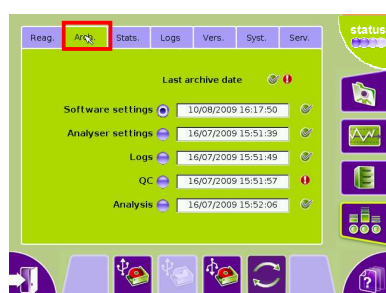 Reag. Arch. Stats. Logs Vers. Syst. Serv.
status
Last archive date
Software settings 10/08/2009 16:17:50
Analyser settings 16/07/2009 15:51:39
Logs 16/07/2009 15:51:49
QC 16/07/2009 15:51:57
Analysis 16/07/2009 15:52:06